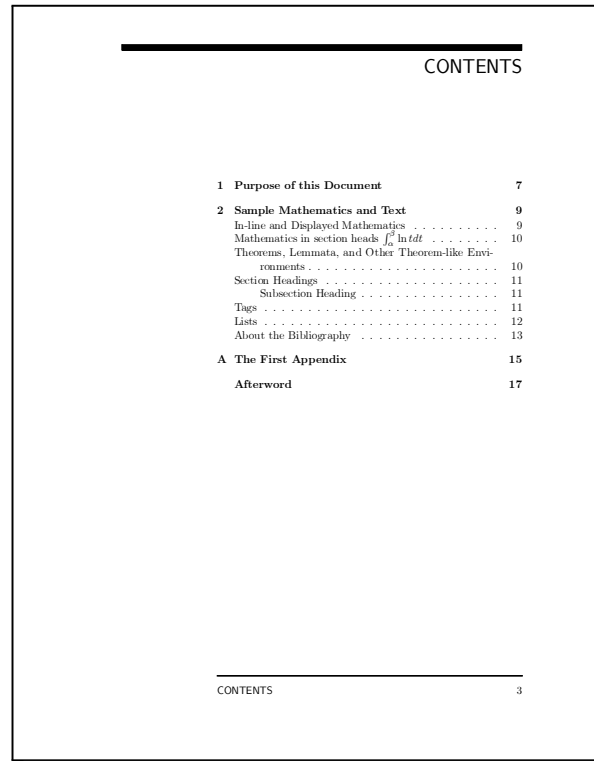 CONTENTS
1 Purpose of this Document 7
2 Sample Mathematics and Text 9
In-line and Displayed Mathematics . . . . . . . . . . 9
Mathematics in section heads ∫_α^β ln tdt . . . . . . . . 10
Theorems, Lemmata, and Other Theorem-like Envi-
ronments . . . . . . . . . . . . . . . . . . . . . . 10
Section Headings . . . . . . . . . . . . . . . . . . . . 11
Subsection Heading . . . . . . . . . . . . . . . . 11
Tags . . . . . . . . . . . . . . . . . . . . . . . . . . . 11
Lists . . . . . . . . . . . . . . . . . . . . . . . . . . . 12
About the Bibliography . . . . . . . . . . . . . . . . 13
A The First Appendix 15
Afterword 17
CONTENTS 3